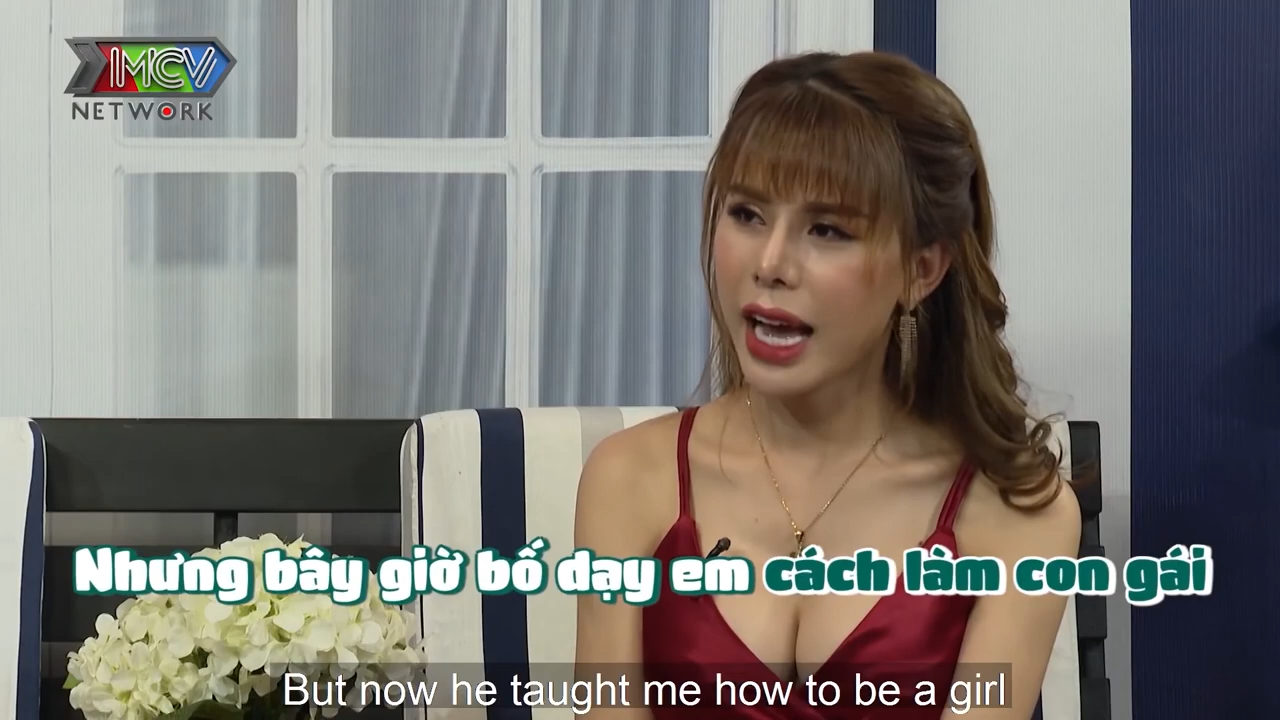 MCV
NETWORK
Nhưng bây giờ bố dạy em cách làm con gái
But now he taught me how to be a girl